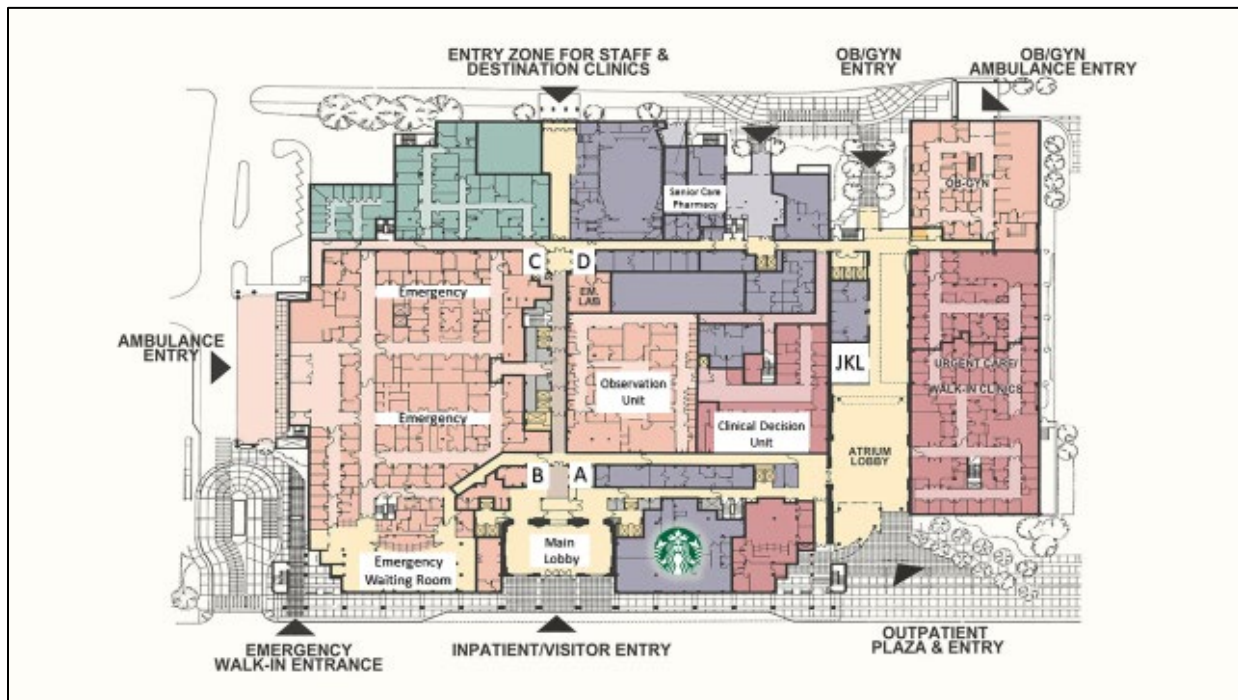 ENTRY ZONE FOR STAFF &
DESTINATION CLINICS
OB/GYN
ENTRY
OB/GYN
AMBULANCE ENTRY
Senior Care
Pharmacy
OB-GYN
C
D
Emergency
EM.
LAB
AMBULANCE
ENTRY
JKL
URGENT CARE/
WALK-IN CLINICS
Observation
Unit
Emergency
Clinical Decision
Unit
ATRIUM
LOBBY
B
A
Main
Lobby
Emergency
Waiting Room
EMERGENCY
WALK-IN ENTRANCE
INPATIENT/VISITOR ENTRY
OUTPATIENT
PLAZA & ENTRY